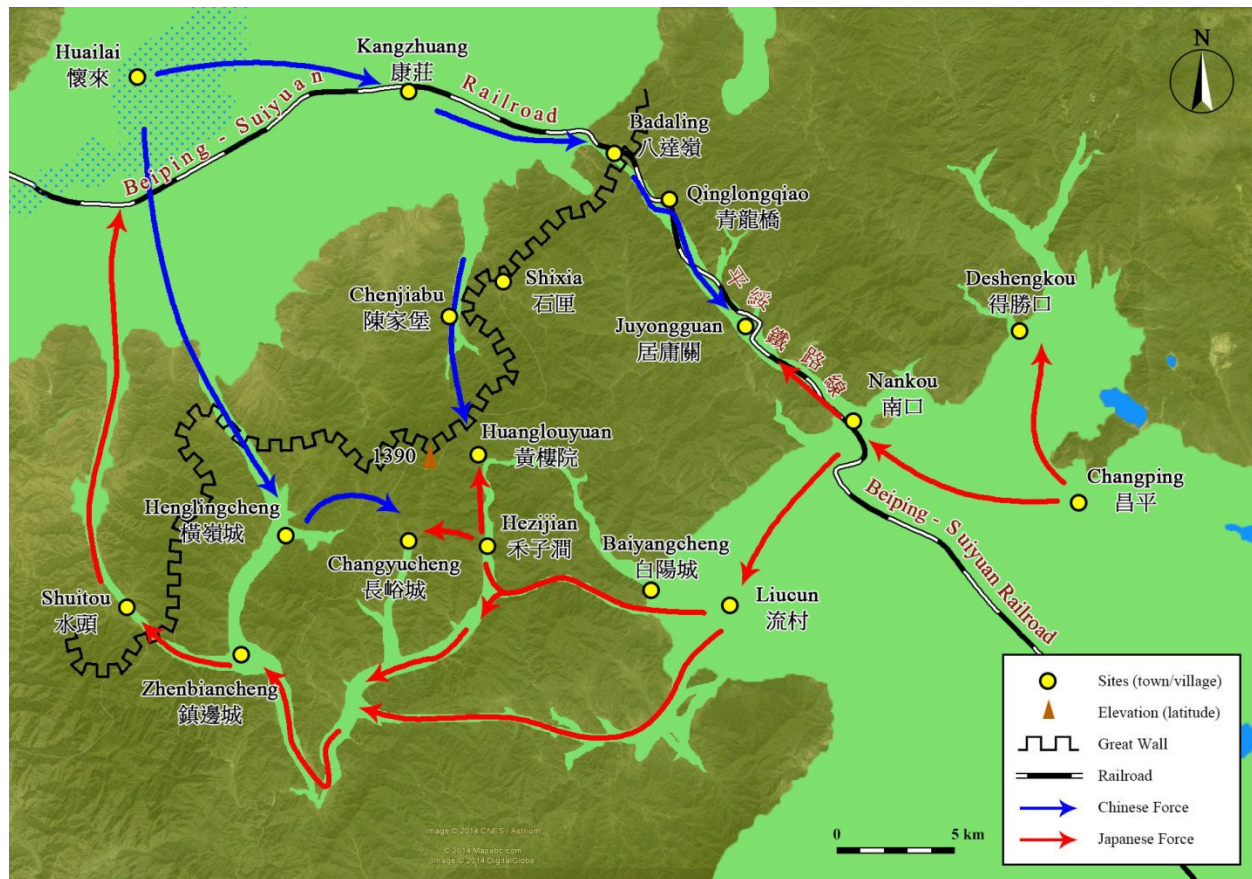 Huailai
懷來
Kangzhuang
康莊
N
Beiping - Suiyuan
Railroad
Badaling
八達嶺
Qinglongqiao
青龍橋
Shixia
石匣
Chenjiabu
陳家堡
Deshengkou
得勝口
平綏鐵路線
Juyongguan
居庸關
Nankou
南口
1390
Huanglouyuan
黃樓院
Changping
昌平
Henglingcheng
橫嶺城
Hezijian
禾子澗
Changyucheng
長峪城
Baiyangcheng
白陽城
Beiping - Suiyuan Railroad
Shuitou
水頭
Liucun
流村
Zhenbiancheng
鎮邊城
Sites (town/village)
Elevation (latitude)
Great Wall
Railroad
Chinese Force
Japanese Force
0 5 km
Image © 2014 CNES / Astrium
© 2014 Mapabc.com
Image © 2014 DigitalGlobe